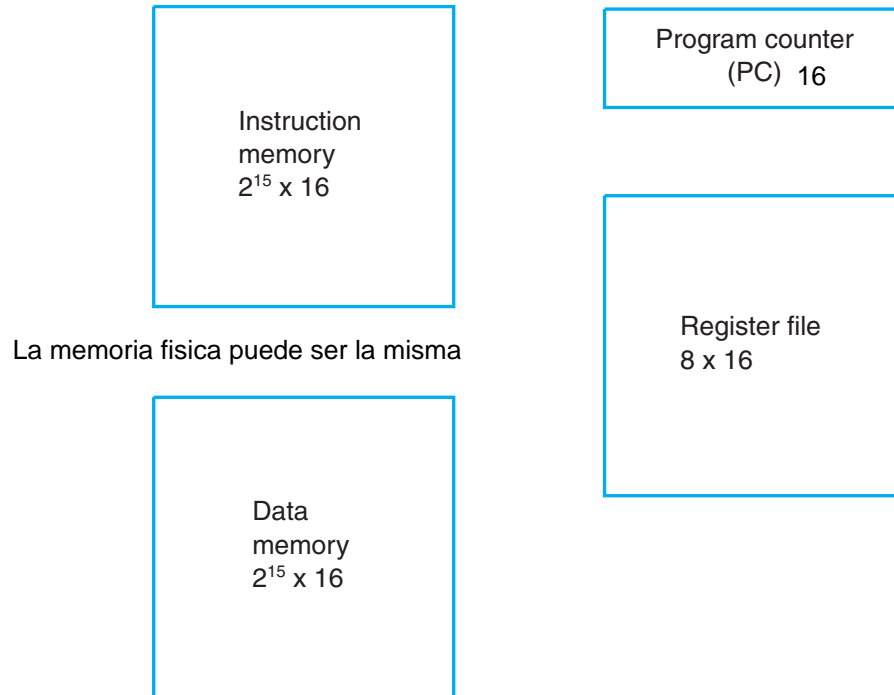 Instruction
memory
2¹⁵ x 16
Program counter
(PC) 16
La memoria fisica puede ser la misma
Register file
8 x 16
Data
memory
2¹⁵ x 16